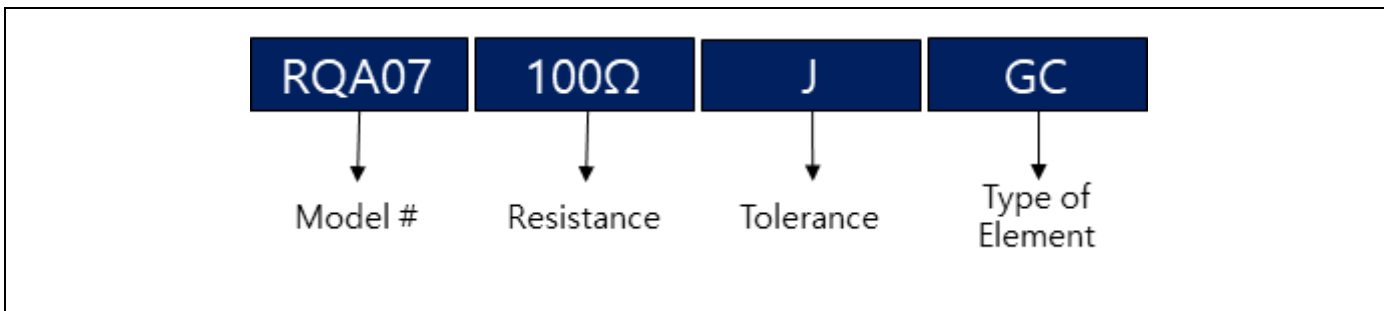 RQA07 100Ω J GC
Model # Resistance Tolerance Type of
Element